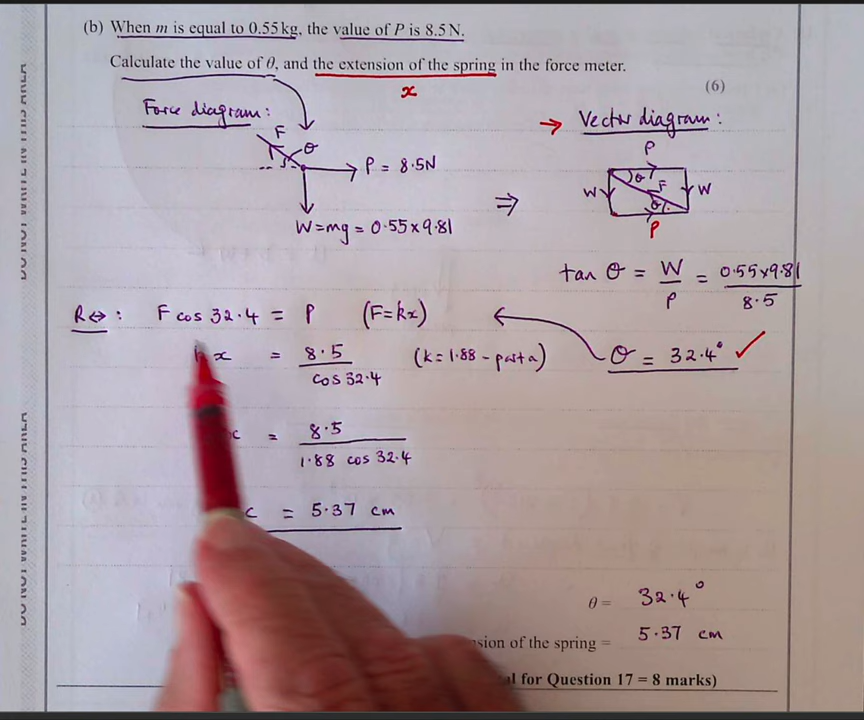 (b) When m is equal to 0.55 kg, the value of P is 8.5 N.
Calculate the value of θ, and the extension of the spring in the force meter.
x
(6)
Force diagram:
→ Vector diagram:
F
θ
P = 8.5N
W=mg = 0.55×9.81
⇒
P
θ
W
F
W
θ
P
tan θ = W/P = 0.55×9.81/8.5
θ = 32.4° ✓
R↔: F cos 32.4 = P (F=kx)
x = 8.5/cos 32.4 (k=1.88 - part a)
= 8.5/1.88 cos 32.4
= 5.37 cm
θ = 32.4°
sion of the spring = 5.37 cm
l for Question 17 = 8 marks)